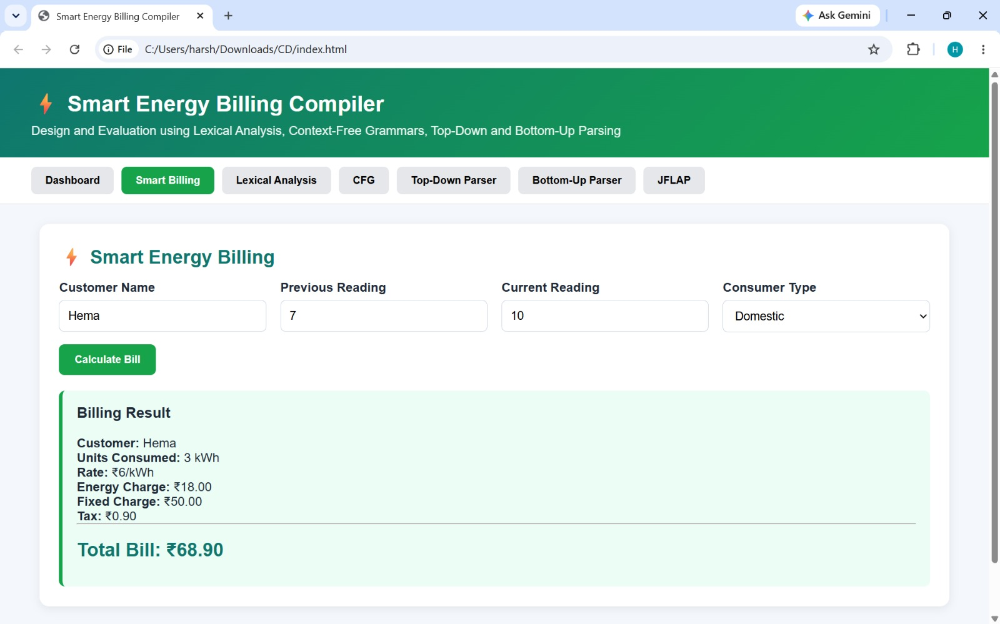 Smart Energy Billing Compiler
Ask Gemini
File C:/Users/harsh/Downloads/CD/index.html
H
Smart Energy Billing Compiler
Design and Evaluation using Lexical Analysis, Context-Free Grammars, Top-Down and Bottom-Up Parsing
Dashboard Smart Billing Lexical Analysis CFG Top-Down Parser Bottom-Up Parser JFLAP
Smart Energy Billing
Customer Name Previous Reading Current Reading Consumer Type
Hema 7 10 Domestic
Calculate Bill
Billing Result
Customer: Hema
Units Consumed: 3 kWh
Rate: ₹6/kWh
Energy Charge: ₹18.00
Fixed Charge: ₹50.00
Tax: ₹0.90
Total Bill: ₹68.90